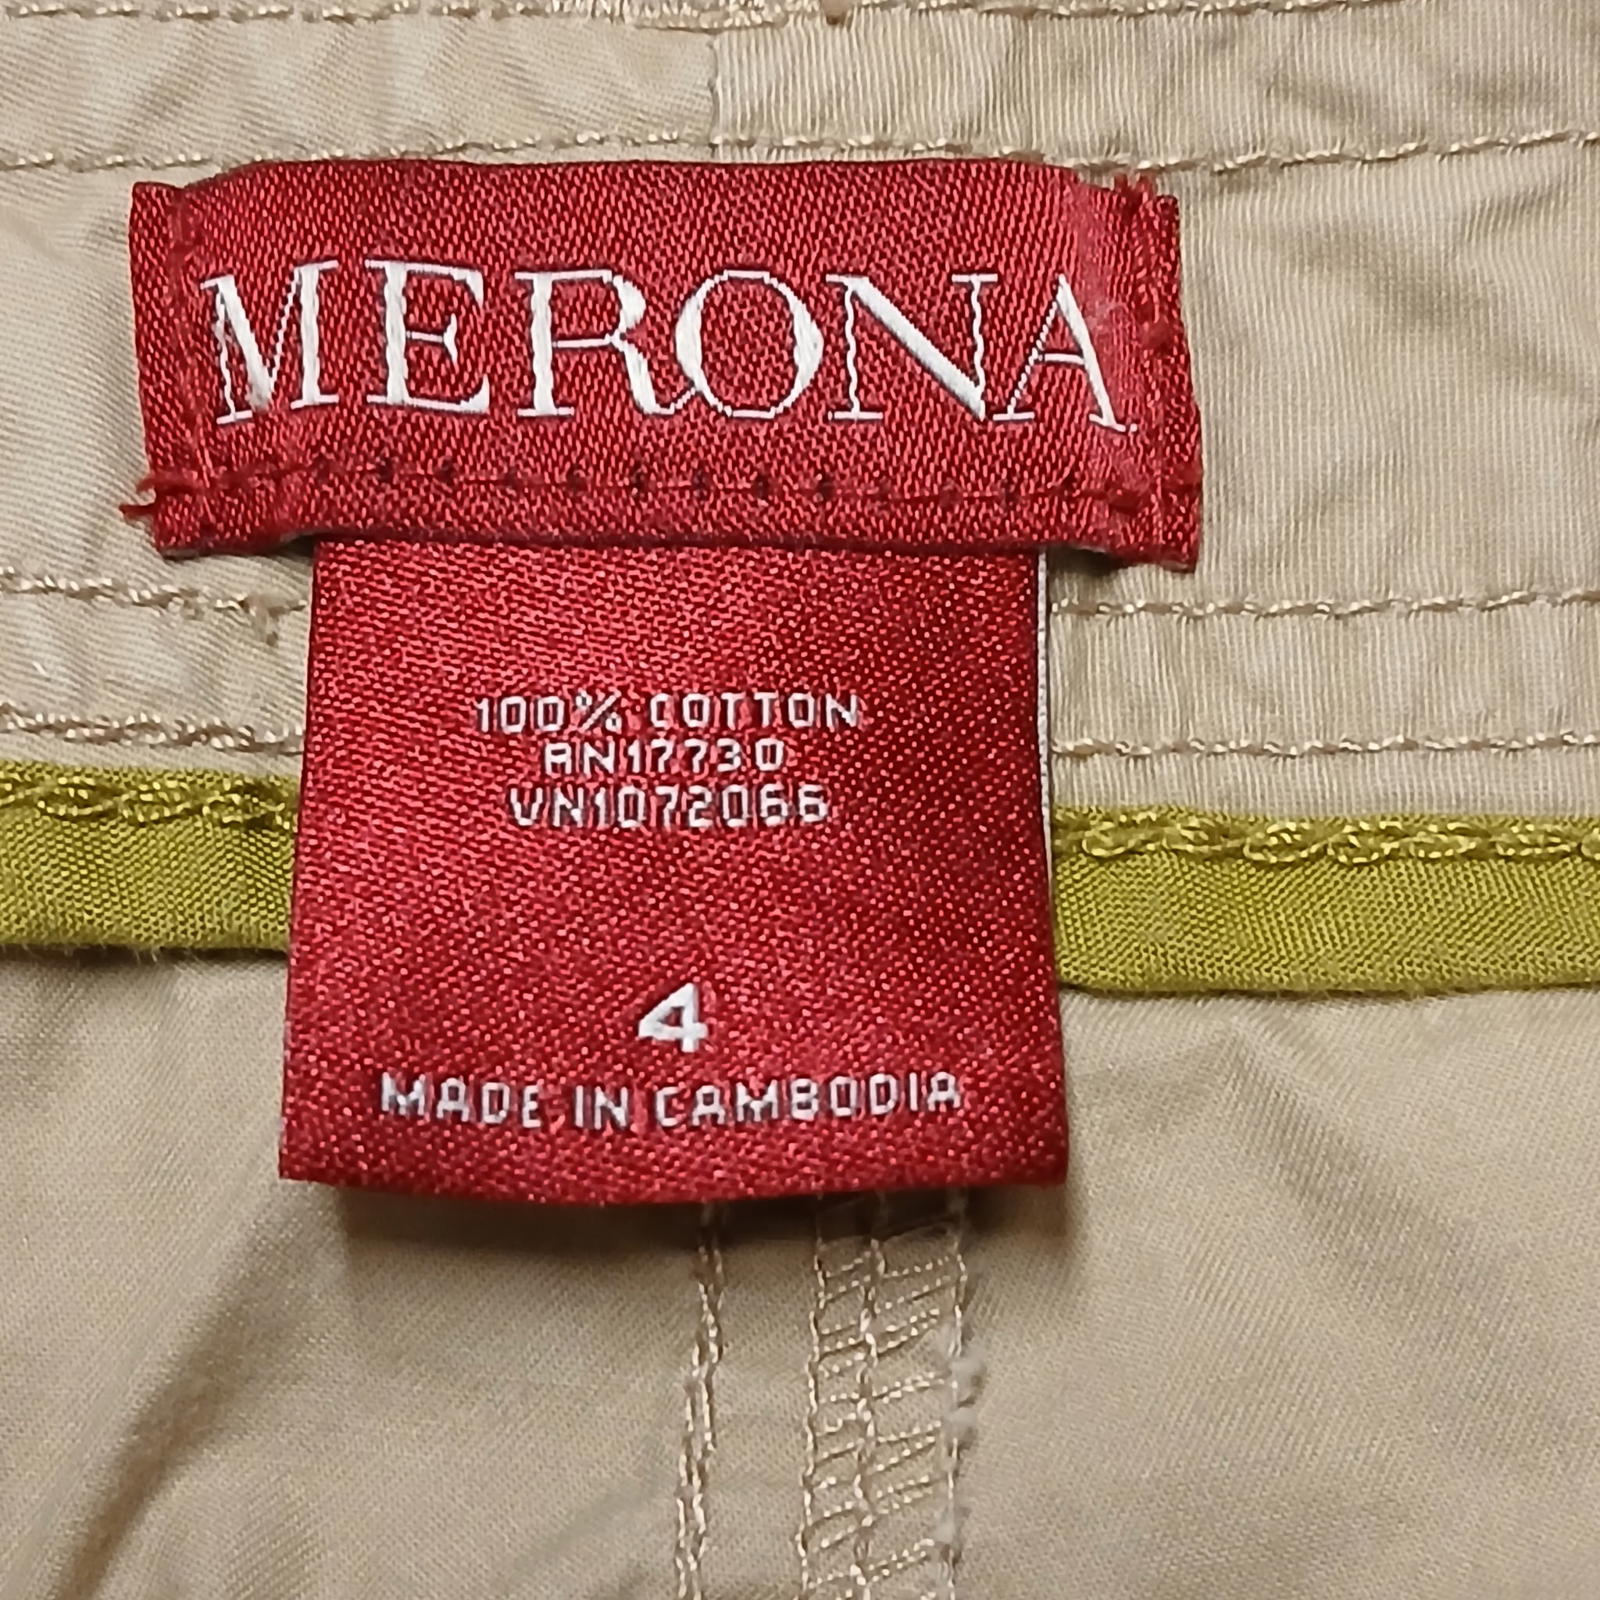 MERONA
100% COTTON
RN17730
VN1072066
4
MADE IN CAMBODIA